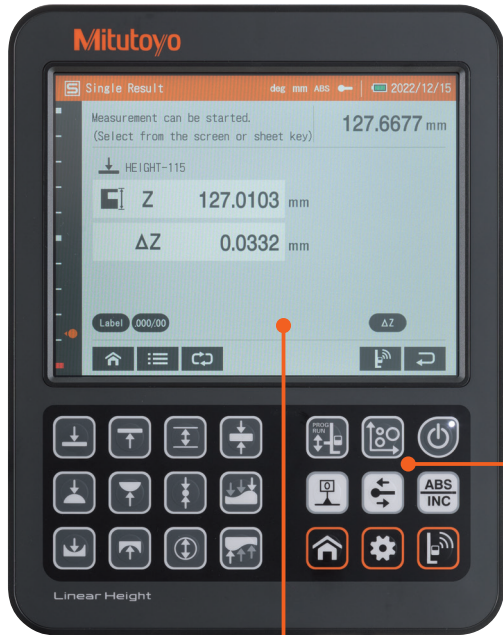 Mitutoyo
S Single Result deg mm ABS 2022/12/15
Measurement can be started.
(Select from the screen or sheet key)
127.6677 mm
HEIGHT-115
Z 127.0103 mm
ΔZ 0.0332 mm
Label .000/00 ΔZ
PROG
RUN
ABS
INC
Linear Height